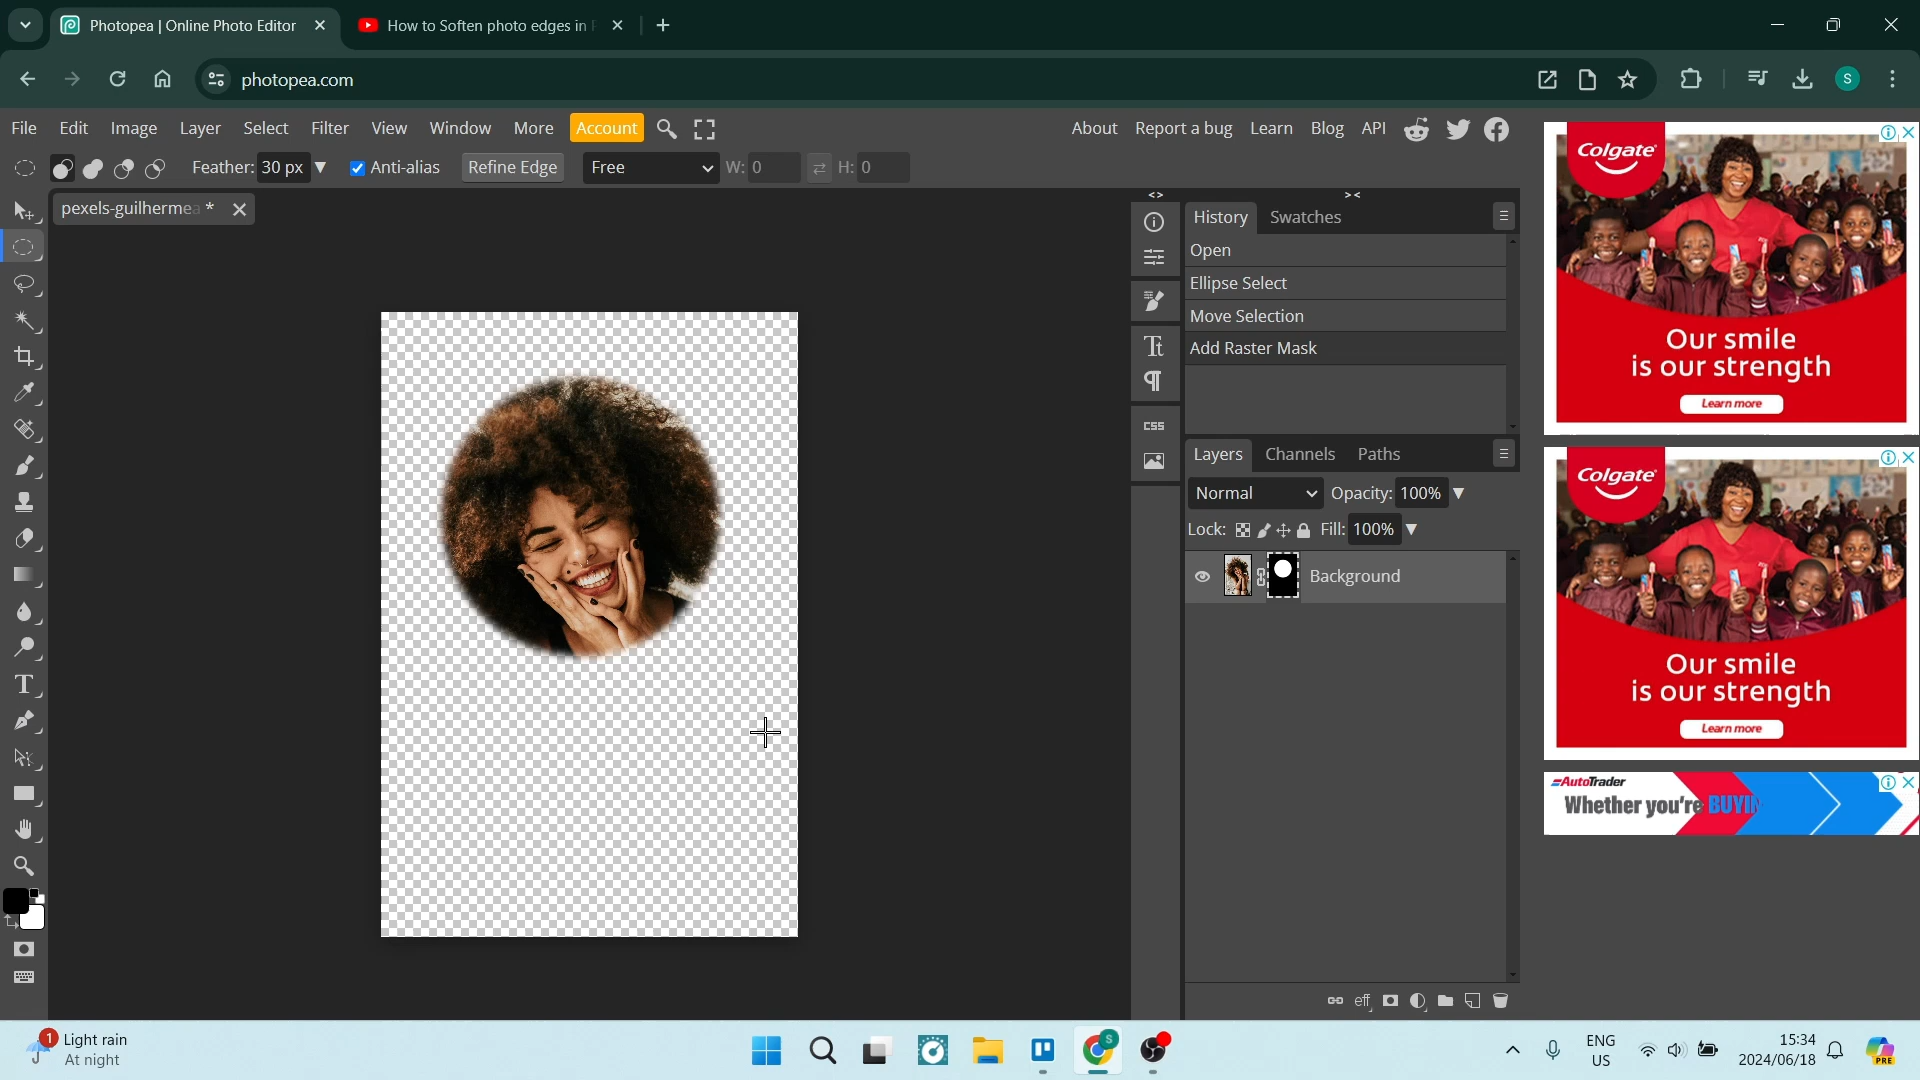 Photopea | Online Photo Editor
How to Soften photo edges in
photopea.com
S
File Edit Image Layer Select Filter View Window More Account
About Report a bug Learn Blog API
Feather: 30 px Anti-alias Refine Edge Free W: 0 H: 0
pexels-guilhermea *
History Swatches
Open
Ellipse Select
Move Selection
Add Raster Mask
CSS
Layers Channels Paths
Normal Opacity: 100%
Lock: Fill: 100%
Background
eff
Colgate
Our smile
is our strength
Learn more
Colgate
Our smile
is our strength
Learn more
AutoTrader
Whether you're BUYIN
1
Light rain
At night
S
ENG
US
15:34
2024/06/18
PRE